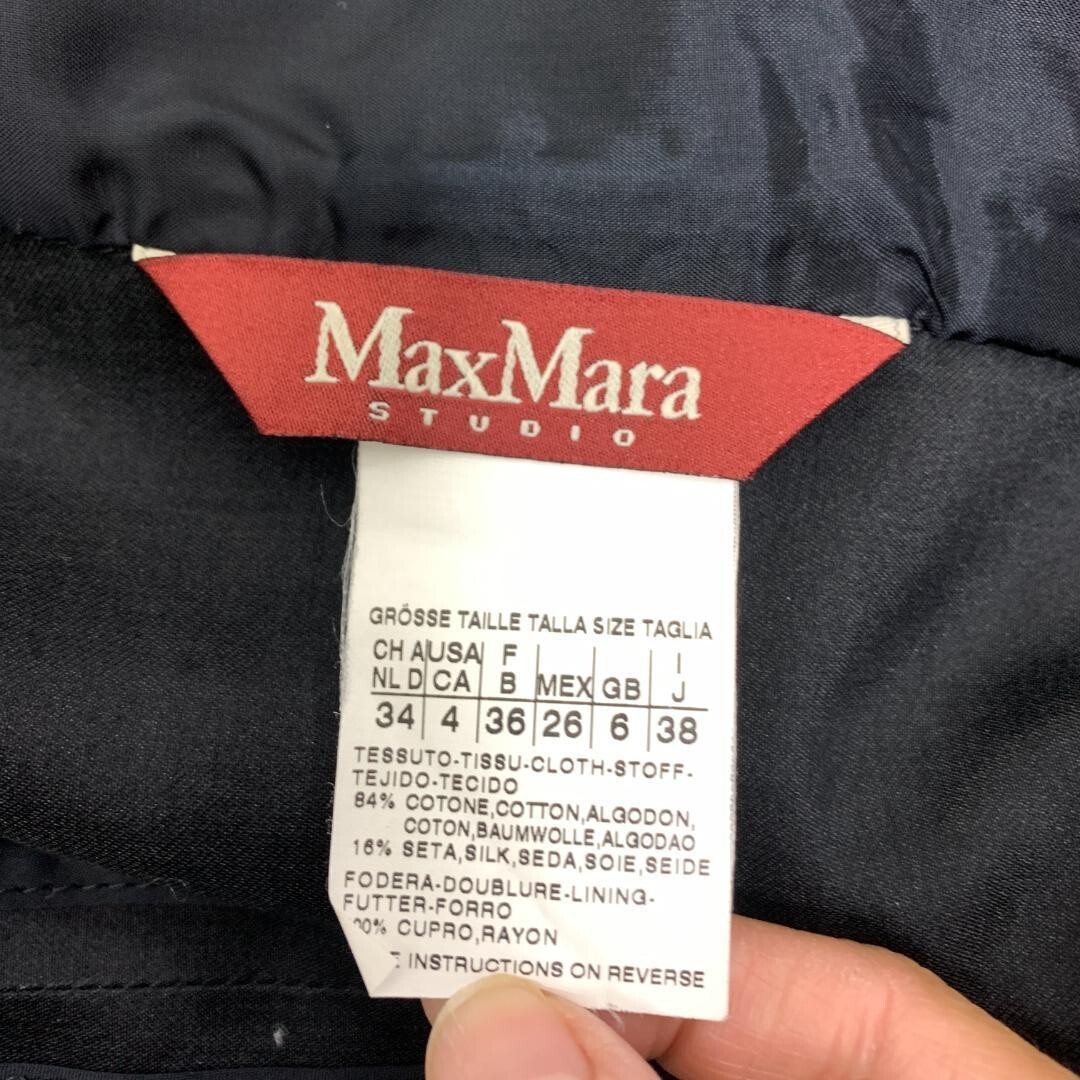 MaxMara
STUDIO
GRÖSSE TAILLE TALLA SIZE TAGLIA
CH A USA F I
NL D CA B MEX GB J
34 4 36 26 6 38
TESSUTO-TISSU-CLOTH-STOFF-
TEJIDO-TECIDO
84% COTONE,COTTON,ALGODON,
COTON,BAUMWOLLE,ALGODAO
16% SETA,SILK,SEDA,SOIE,SEIDE
FODERA-DOUBLURE-LINING-
FUTTER-FORRO
00% CUPRO,RAYON
INSTRUCTIONS ON REVERSE